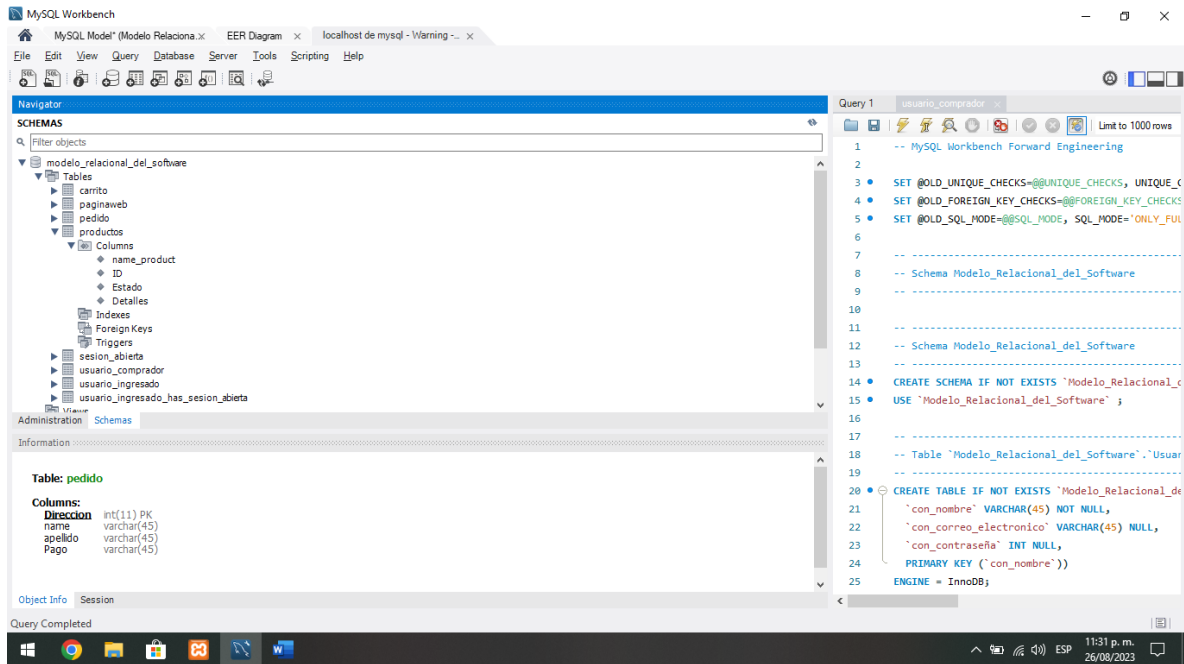 MySQL Workbench
MySQL Model* (Modelo Relaciona.x
EER Diagram x
localhost de mysql - Warning -... x
File Edit View Query Database Server Tools Scripting Help
Navigator
SCHEMAS
Filter objects
modelo_relacional_del_software
Tables
carrito
paginaweb
pedido
productos
Columns
name_product
ID
Estado
Detalles
Indexes
Foreign Keys
Triggers
sesion_abierta
usuario_comprador
usuario_ingresado
usuario_ingresado_has_sesion_abierta
Views
Administration Schemas
Information
Table: pedido
Columns:
Direccion int(11) PK
name varchar(45)
apellido varchar(45)
Pago varchar(45)
Object Info Session
Query Completed
Query 1 usuario_comprador x
Limit to 1000 rows
1 -- MySQL Workbench Forward Engineering
2
3 SET @OLD_UNIQUE_CHECKS=@@UNIQUE_CHECKS, UNIQUE_C
4 SET @OLD_FOREIGN_KEY_CHECKS=@@FOREIGN_KEY_CHECKS
5 SET @OLD_SQL_MODE=@@SQL_MODE, SQL_MODE='ONLY_FUL
6
7 -- -----------------------------------------------------
8 -- Schema Modelo_Relacional_del_Software
9 -- -----------------------------------------------------
10
11 -- -----------------------------------------------------
12 -- Schema Modelo_Relacional_del_Software
13 -- -----------------------------------------------------
14 CREATE SCHEMA IF NOT EXISTS `Modelo_Relacional_d
15 USE `Modelo_Relacional_del_Software` ;
16
17 -- -----------------------------------------------------
18 -- Table `Modelo_Relacional_del_Software`.`Usuar
19 -- -----------------------------------------------------
20 CREATE TABLE IF NOT EXISTS `Modelo_Relacional_de
21 `con_nombre` VARCHAR(45) NOT NULL,
22 `con_correo_electronico` VARCHAR(45) NULL,
23 `con_contraseña` INT NULL,
24 PRIMARY KEY (`con_nombre`))
25 ENGINE = InnoDB;
ESP
11:31 p. m.
26/08/2023